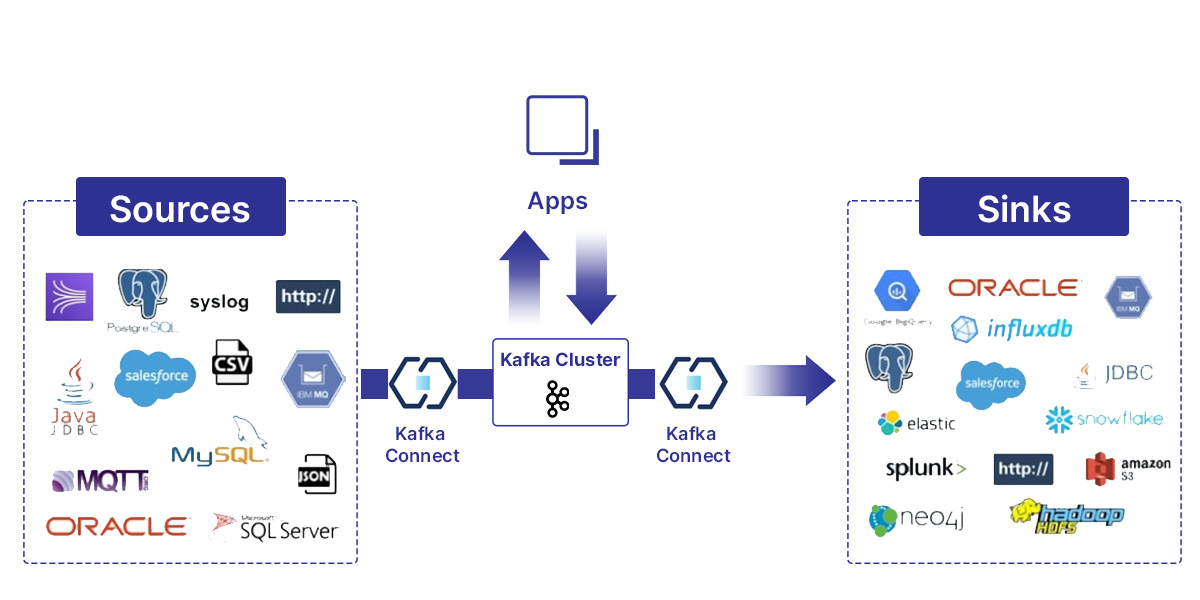 Apps
Sources
Sinks
PostgreSQL
syslog
http://
Java
JDBC
salesforce
CSV
IBM MQ
MySQL
MQTT
.ORG
JSON
ORACLE
Microsoft
SQL Server
Kafka
Connect
Kafka Cluster
Kafka
Connect
Google BigQuery
ORACLE
IBM MQ
influxdb
salesforce
JDBC
elastic
snowflake
splunk>
http://
amazon
S3
neo4j
hadoop
HDFS